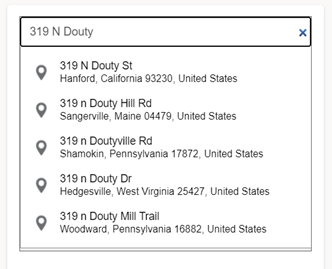 319 N Douty
319 N Douty St
Hanford, California 93230, United States
319 n Douty Hill Rd
Sangerville, Maine 04479, United States
319 n Doutyville Rd
Shamokin, Pennsylvania 17872, United States
319 n Douty Dr
Hedgesville, West Virginia 25427, United States
319 n Douty Mill Trail
Woodward, Pennsylvania 16882, United States